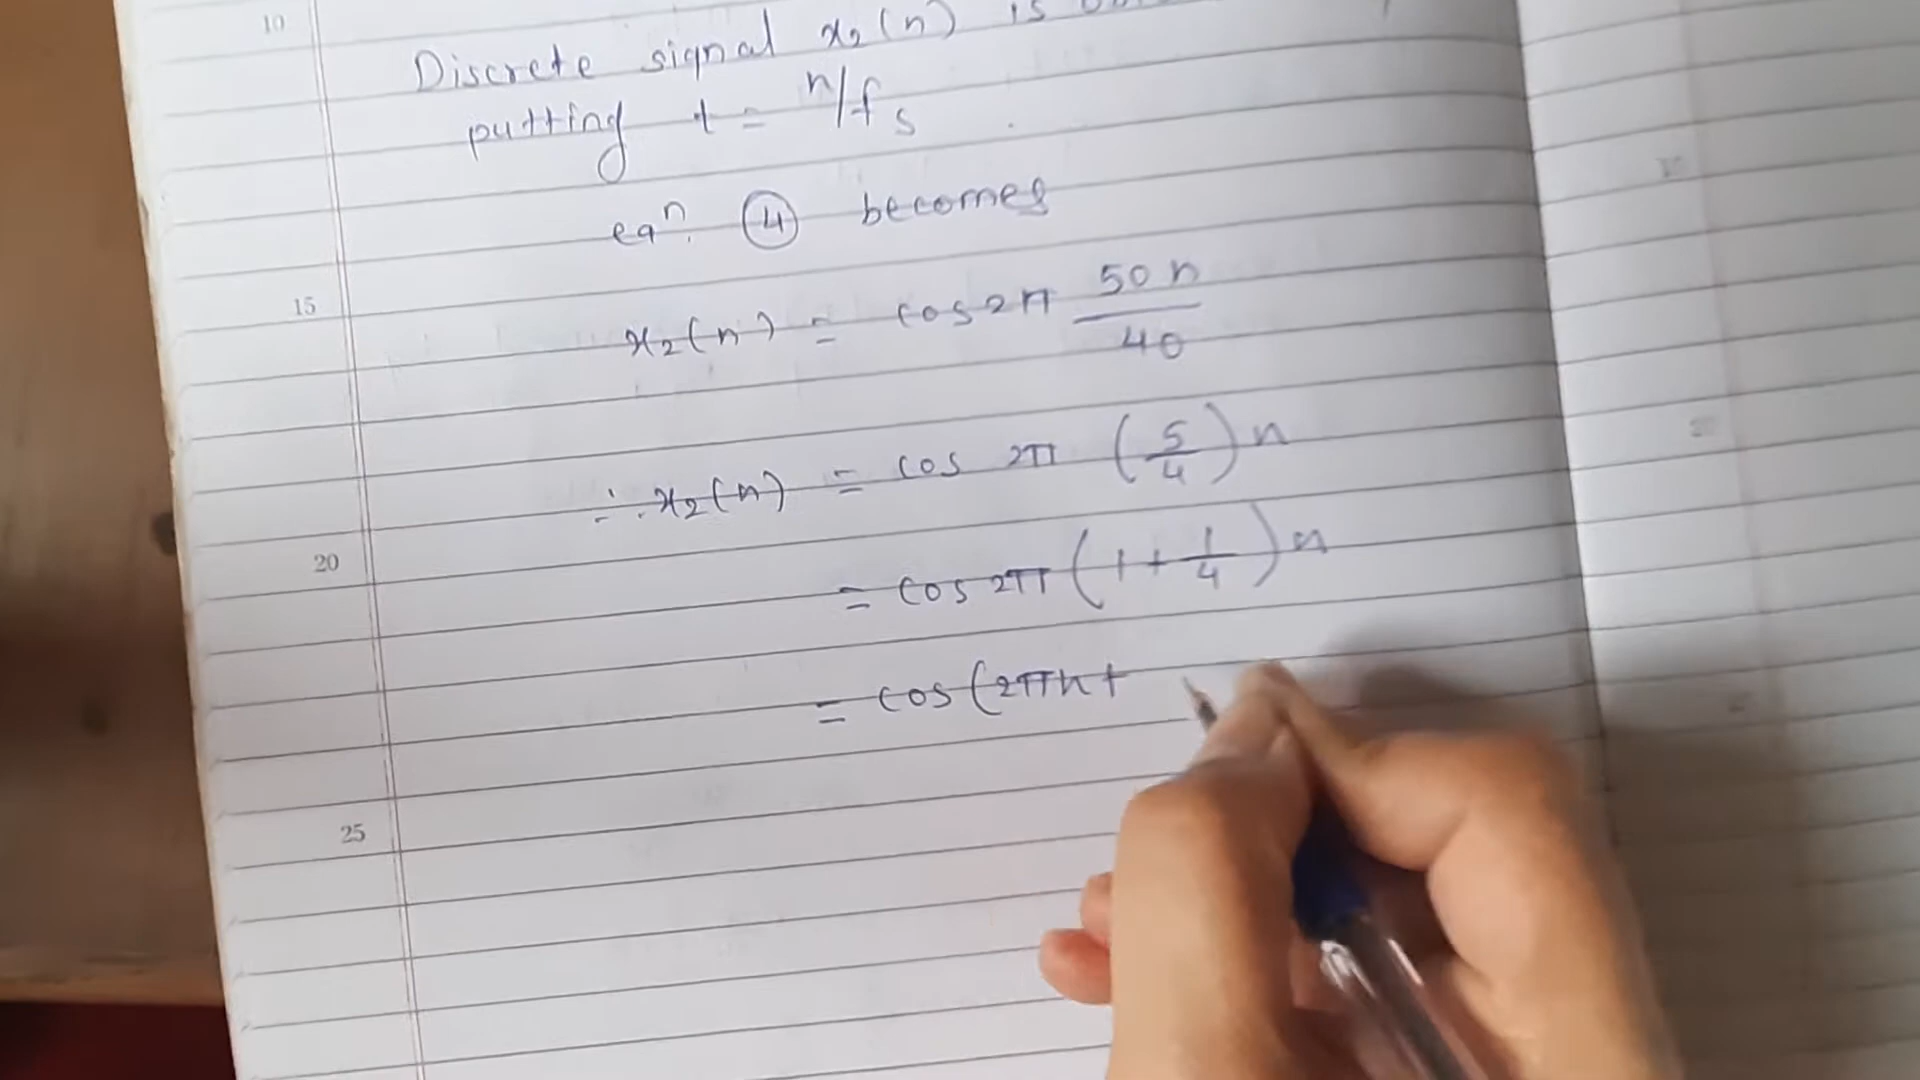 10
Discrete signal x₂(n) is
putting t = n/fs
eqⁿ. ④ becomes
15
x₂(n) = cos 2π 50 n / 40
∴ x₂(n) = cos 2π (5/4) n
20
= cos 2π (1 + 1/4) n
= cos (2πn +
25